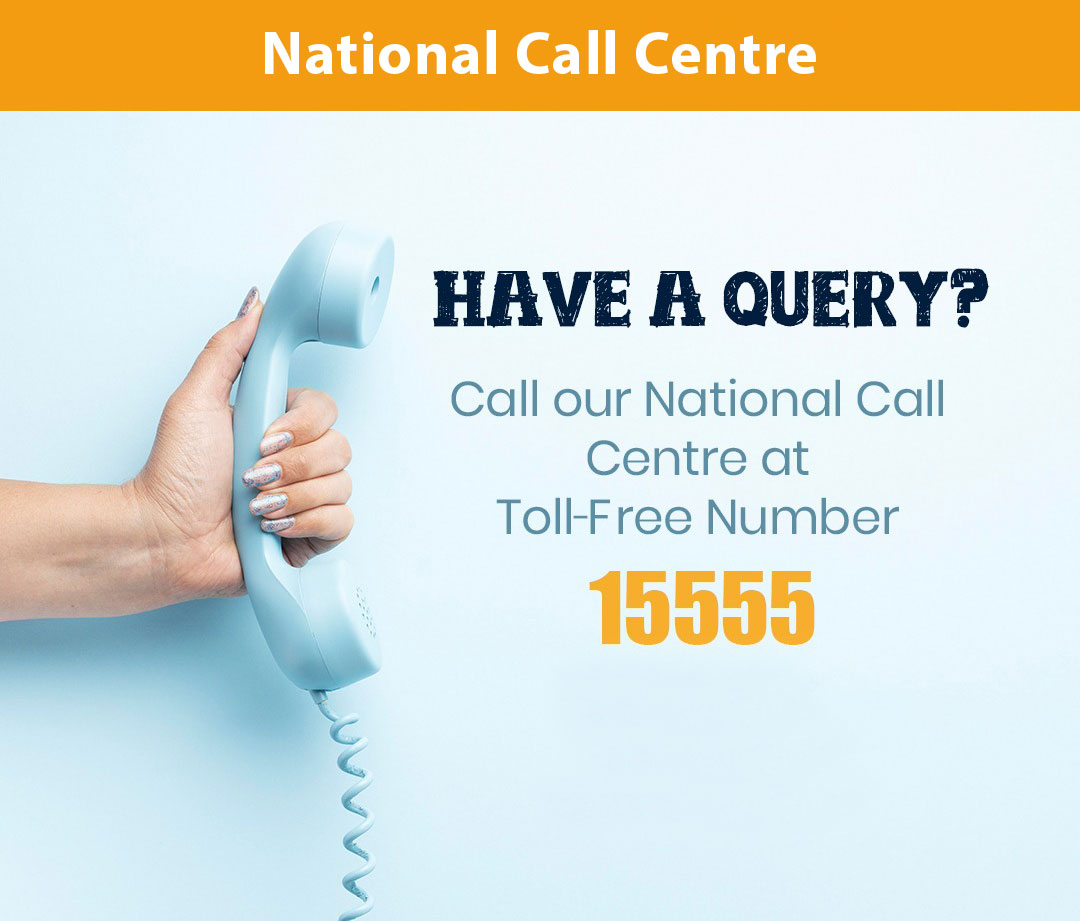 National Call Centre
HAVE A QUERY?
Call our National Call
Centre at
Toll-Free Number
15555